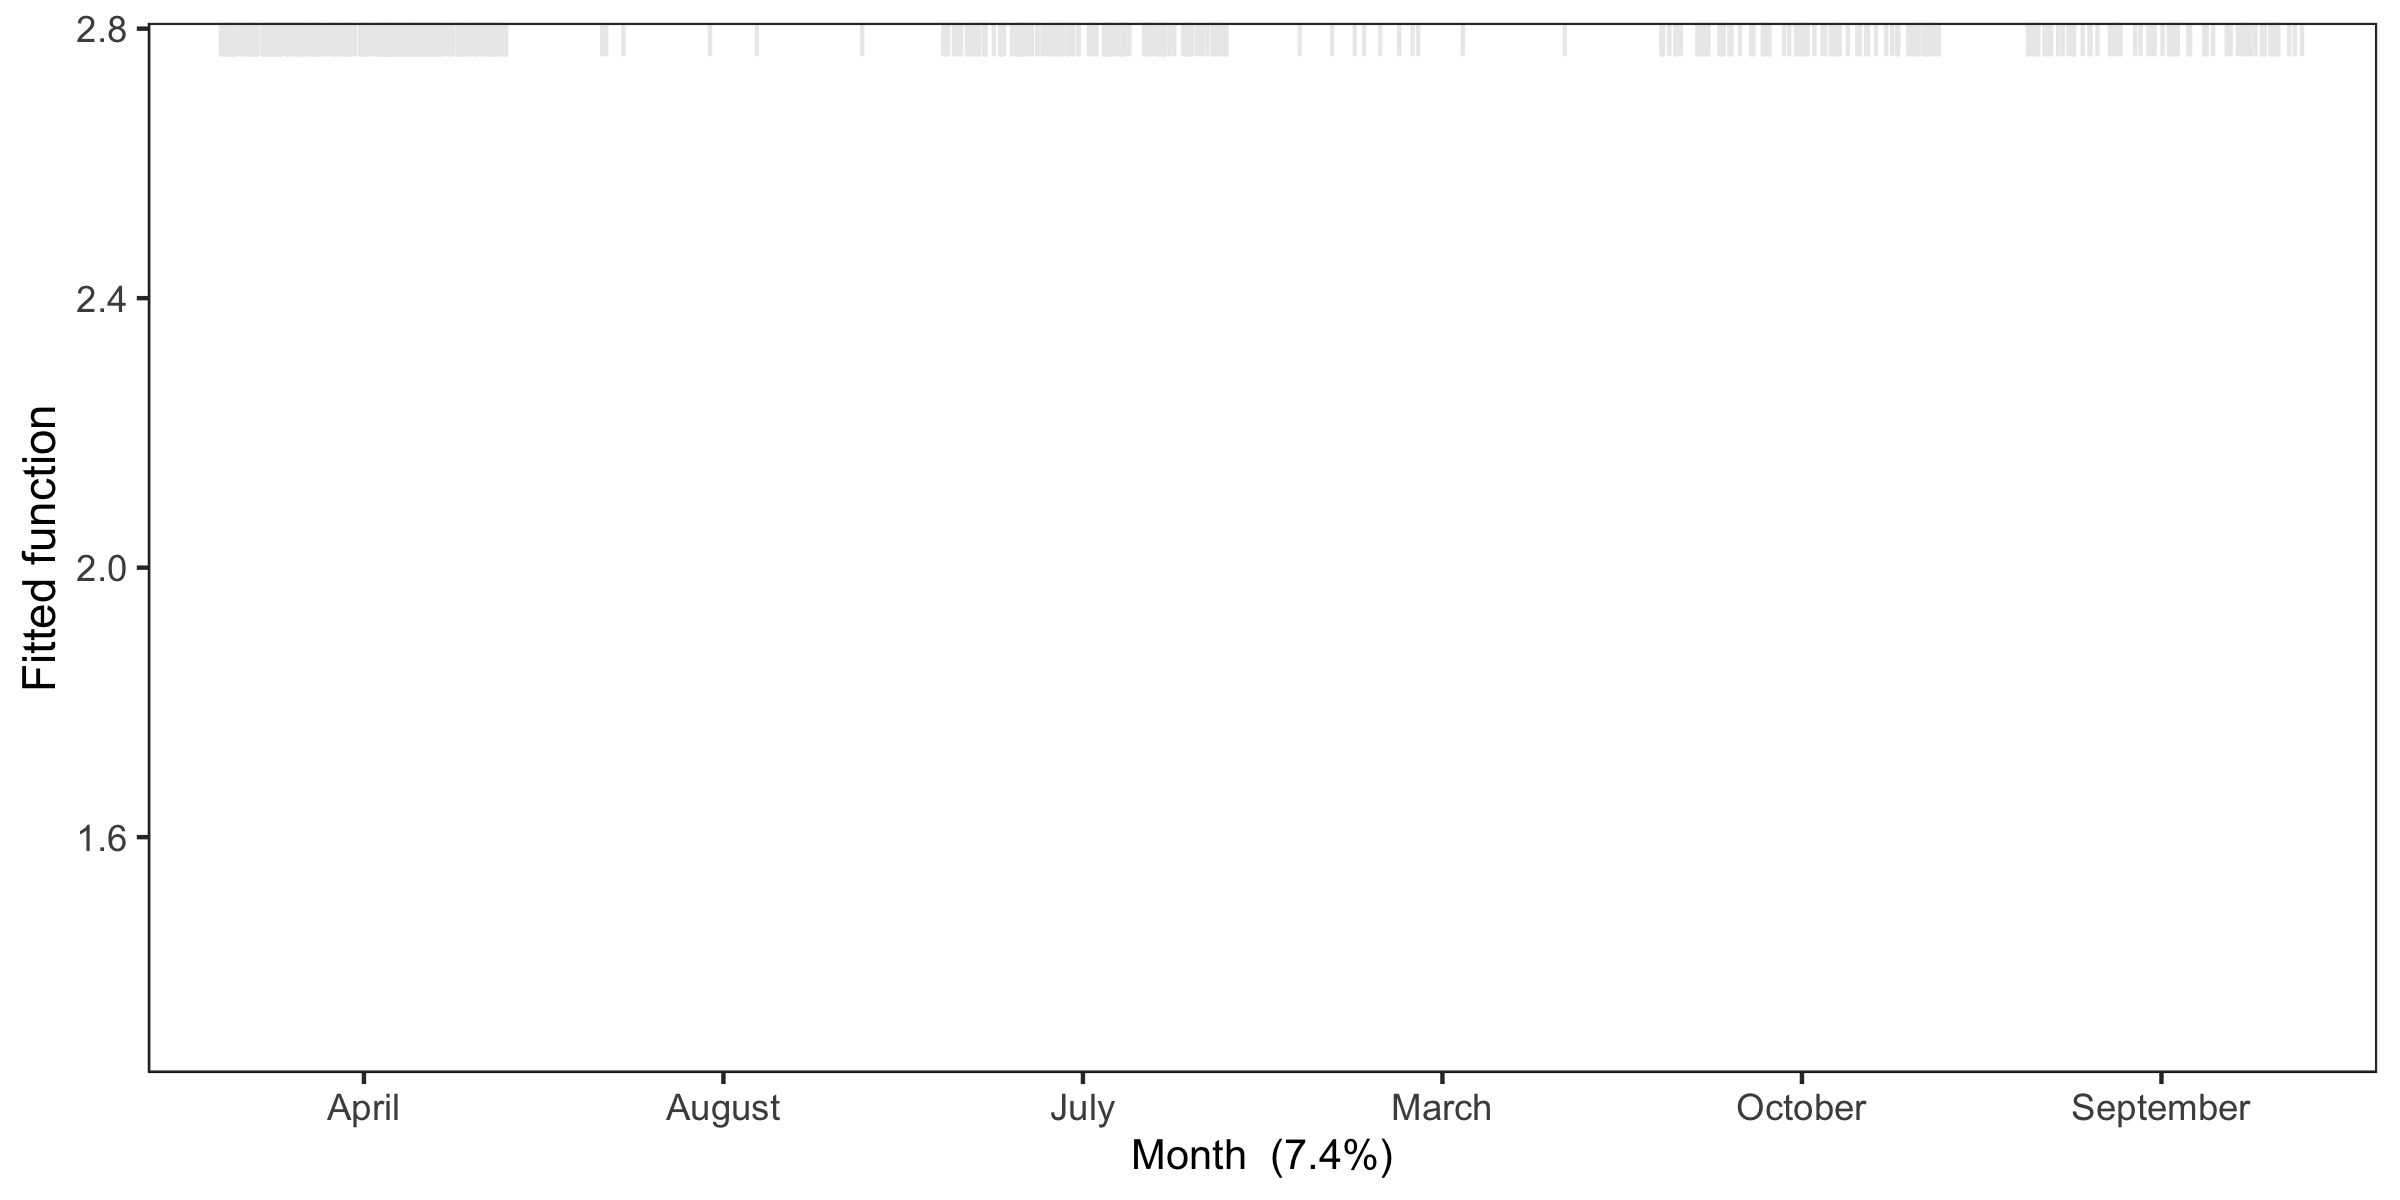 2.8
2.4
2.0
1.6
Fitted function
April August July March October September
Month (7.4%)